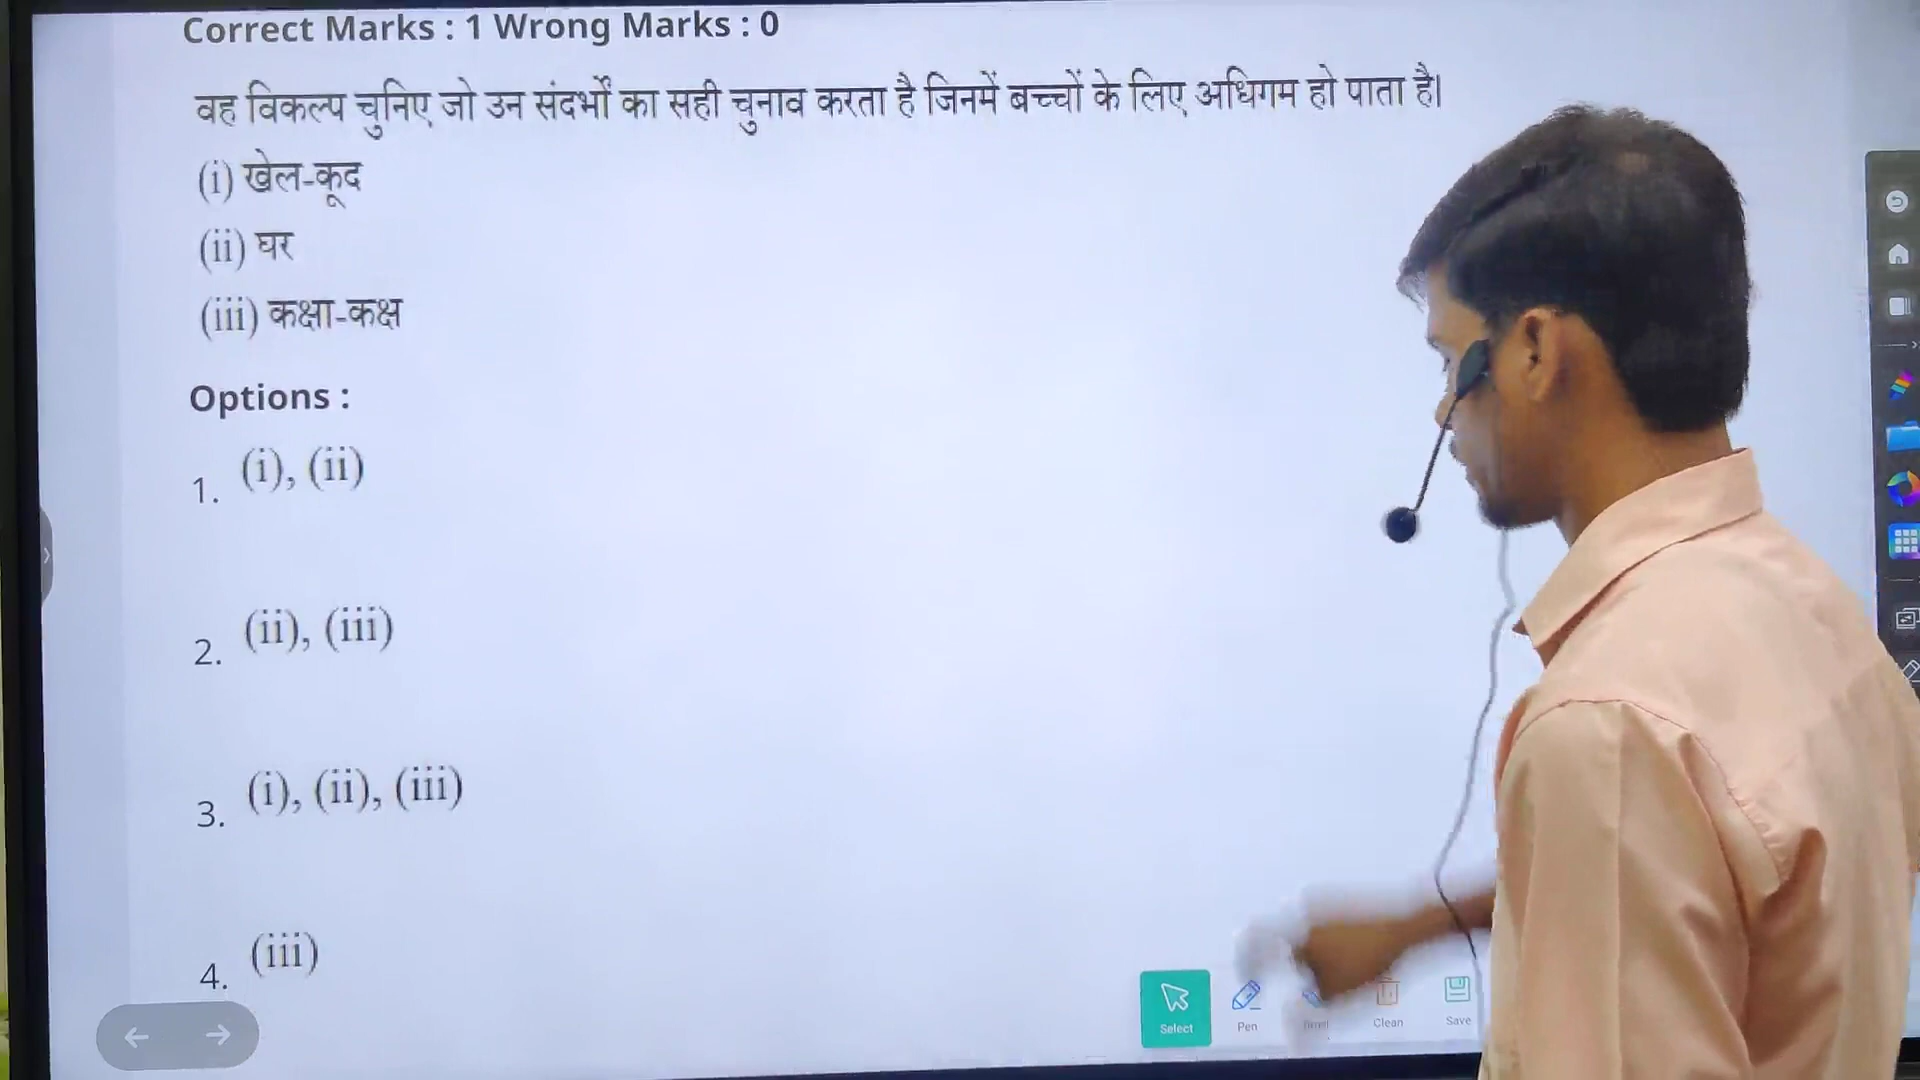 Correct Marks : 1 Wrong Marks : 0
वह विकल्प चुनिए जो उन संदर्भों का सही चुनाव करता है जिनमें बच्चों के लिए अधिगम हो पाता है।
(i) खेल-कूद
(ii) घर
(iii) कक्षा-कक्ष
Options :
1. (i), (ii)
2. (ii), (iii)
3. (i), (ii), (iii)
4. (iii)
Select Pen Clean Save